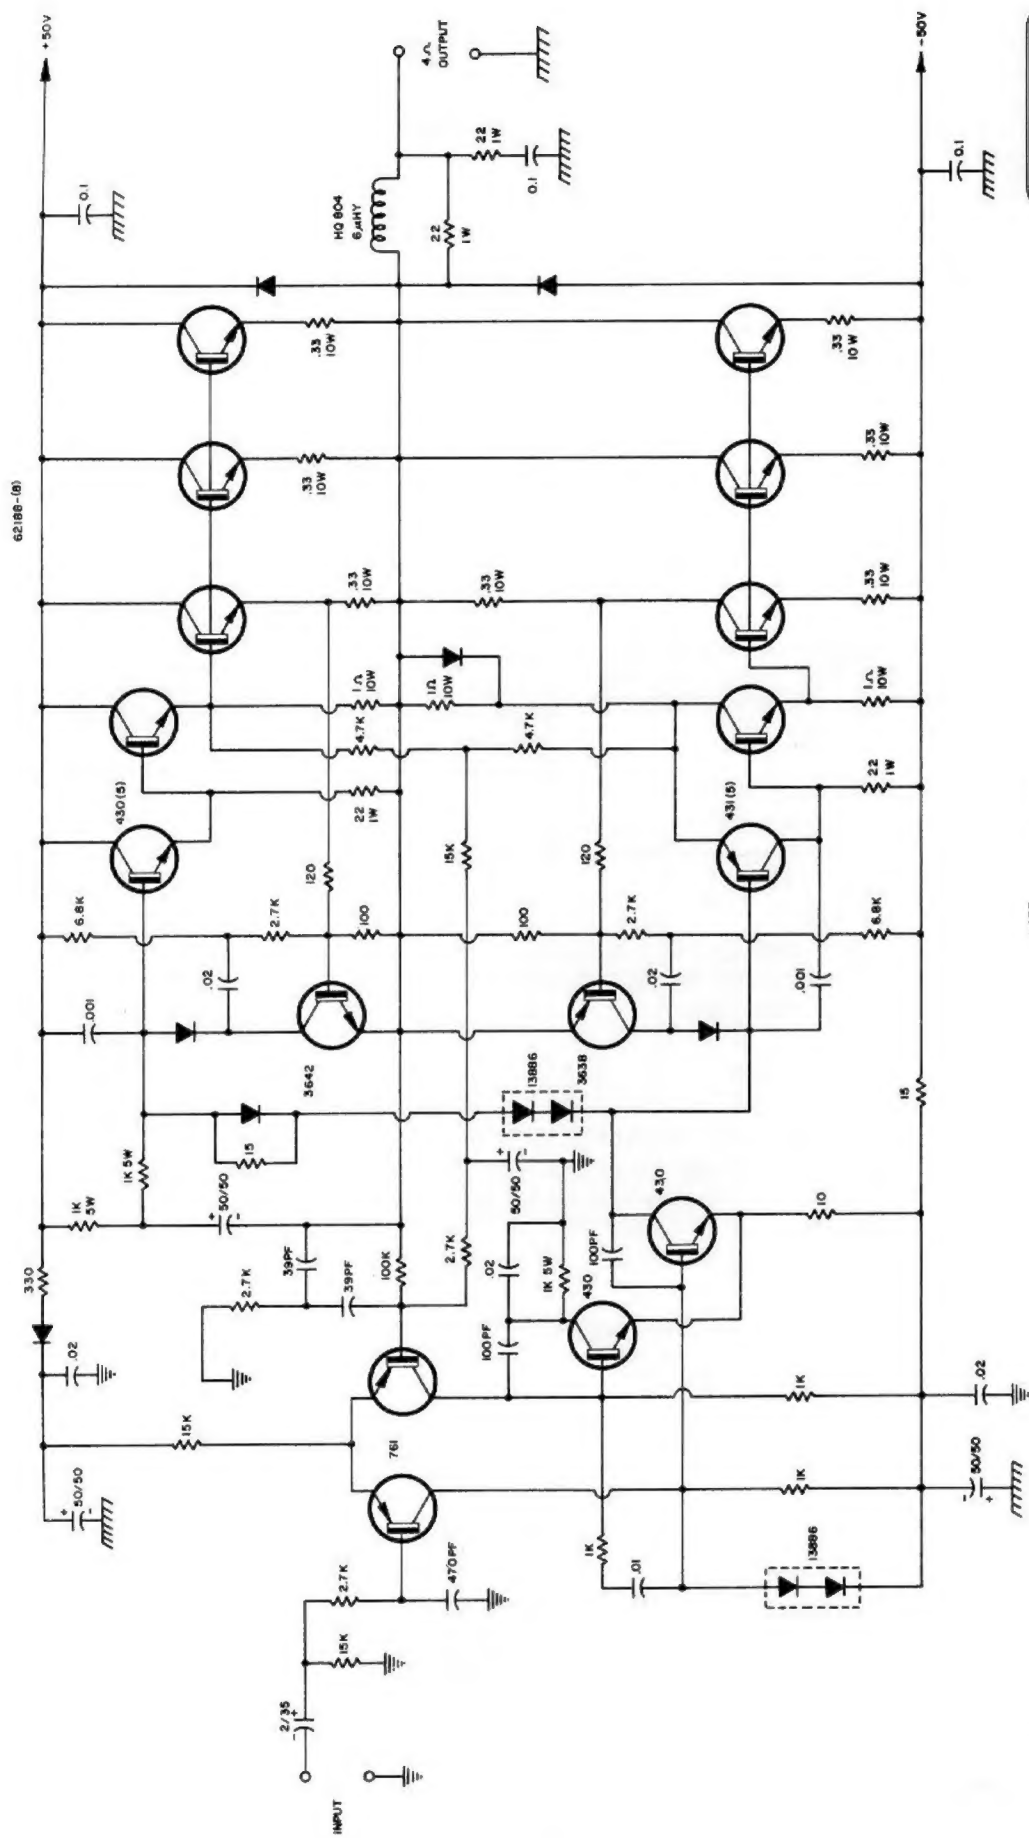 62188-(8)
+50V
0.1
330
.02
50/50
+
-
15K
2.7K
1K
5W
1K 5W
50/50
+
-
39PF
39PF
100K
.001
.02
6.8K
2.7K
430(5)
22
1W
4.7K
1Ω
10W
.33
10W
.33
10W
.33
10W
HQ 804
6μHY
22
1W
22
1W
0.1
4Ω
OUTPUT
3642
120
100
15K
15
13886
3638
50/50
+
-
2.7K
.02
1K 5W
100PF
430
100PF
430
10
100
120
2.7K
.02
.001
6.8K
4.7K
1Ω
10W
.33
10W
431(5)
22
1W
1Ω
10W
.33
10W
.33
10W
.33
10W
15
-50V
0.1
761
INPUT
2/35
-
+
15K
2.7K
470PF
1K
.01
13886
1K
1K
50/50
-
+
.02